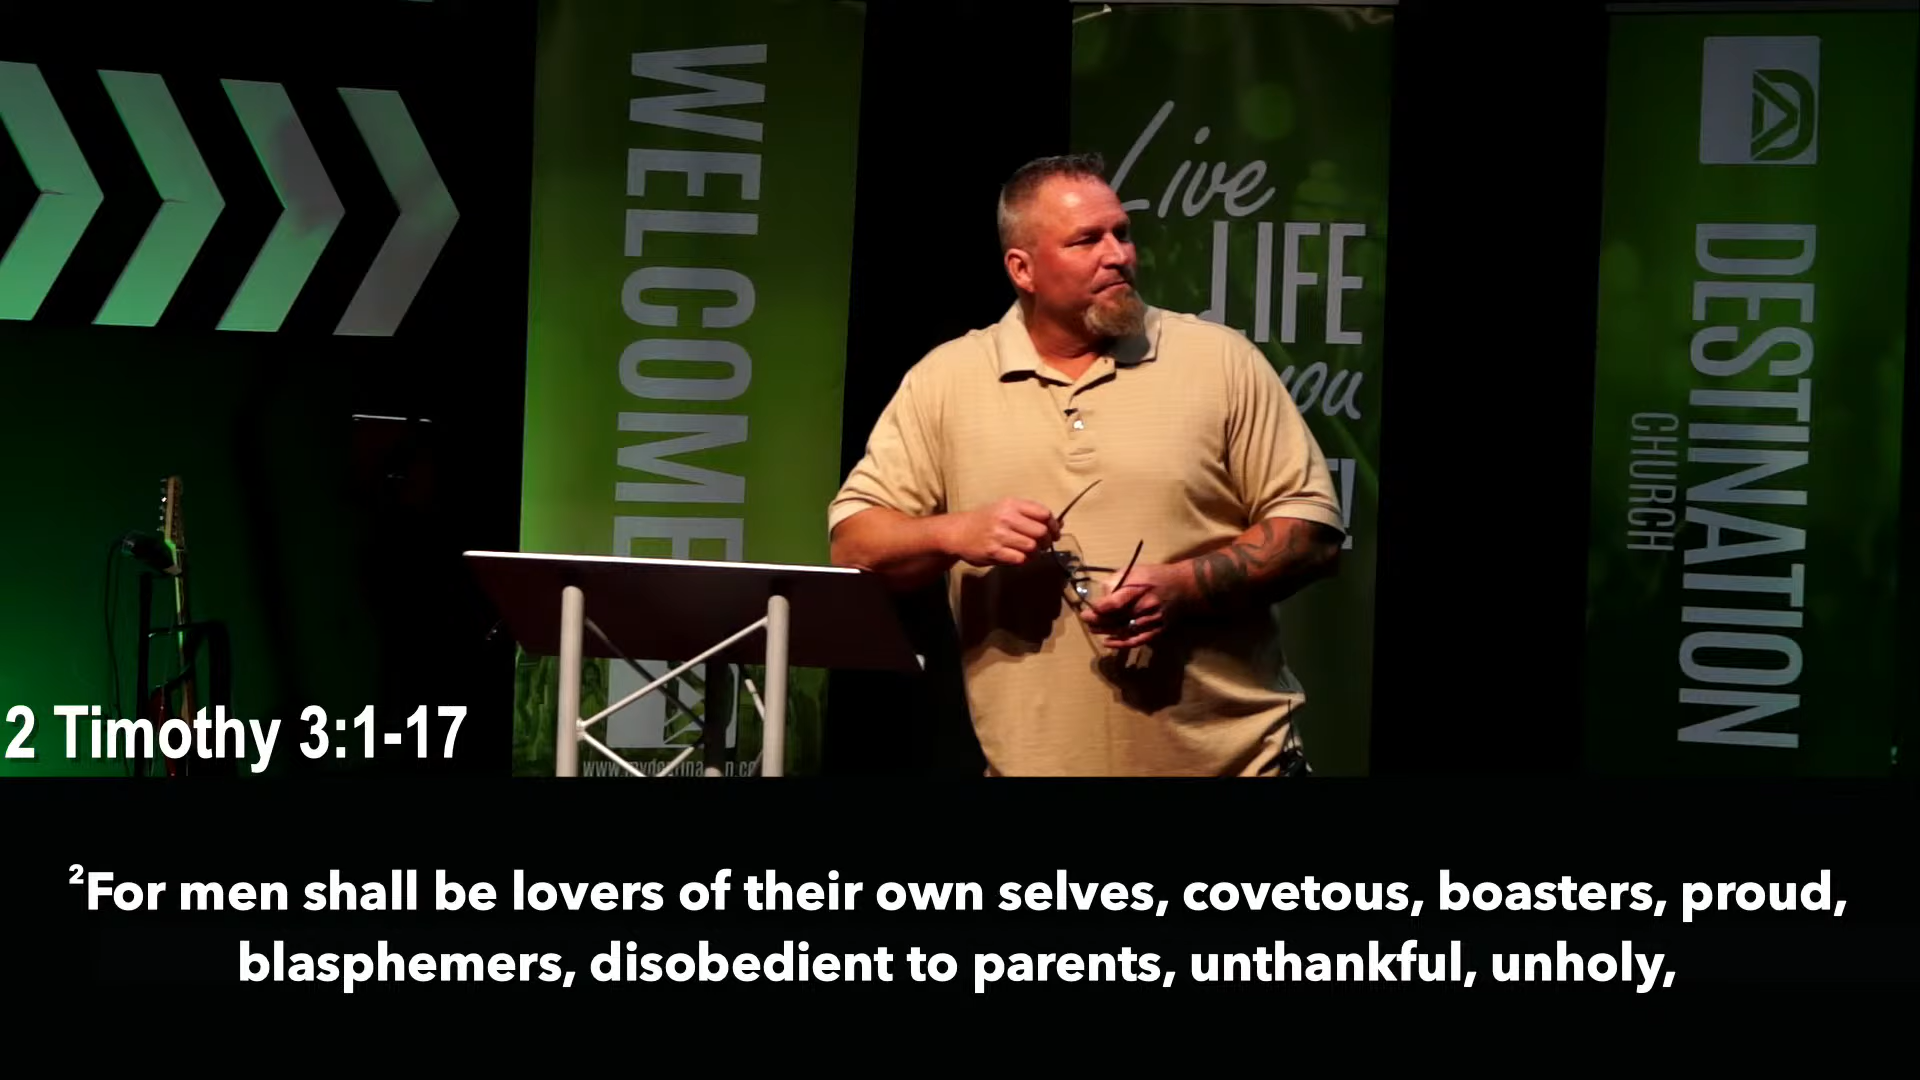 WELCOME
Live
LIFE
you
DESTINATION
CHURCH
2 Timothy 3:1-17
²For men shall be lovers of their own selves, covetous, boasters, proud,
blasphemers, disobedient to parents, unthankful, unholy,